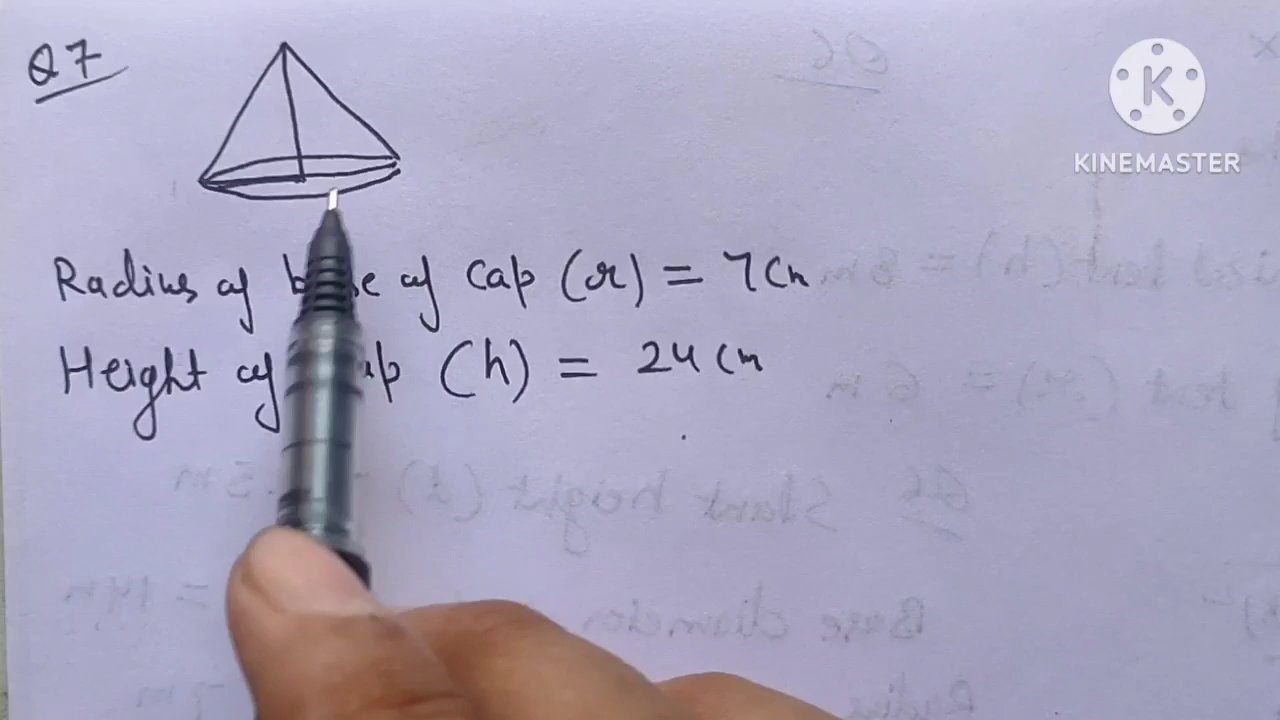 Q7
KINEMASTER
Radius of of cap (r) = 7cm
Height of (h) = 24 cm